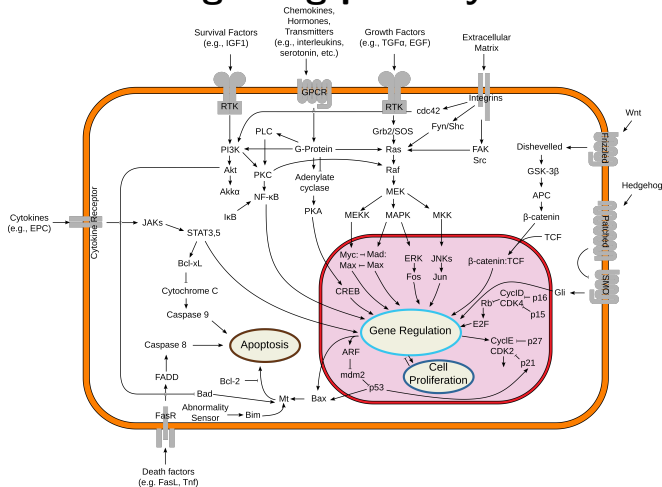 Chemokines,
Hormones,
Transmitters
(e.g., interleukins,
serotonin, etc.)
Survival Factors
(e.g., IGF1)
Growth Factors
(e.g., TGFα, EGF)
Extracellular
Matrix
RTK
GPCR
RTK
Integrins
cdc42
Wnt
PLC
Grb2/SOS
Fyn/Shc
Frizzled
PI3K
G-Protein
Ras
FAK
Src
Dishevelled
Akt
PKC
Adenylate
cyclase
Raf
GSK-3β
Akkα
NF-κB
MEK
APC
Hedgehog
IκB
PKA
MEKK
MAPK
MKK
β-catenin
Patched
Cytokines
(e.g., EPC)
Cytokine Receptor
JAKs
STAT3,5
TCF
Myc:
Mad:
Max
Max
ERK
JNKs
β-catenin:TCF
Bcl-xL
Fos
Jun
SMO
Cytochrome C
CREB
Gli
CycID
p16
Rb
CDK4
p15
Caspase 9
Gene Regulation
E2F
Caspase 8
Apoptosis
ARF
CycIE
p27
CDK2
p21
FADD
Bcl-2
mdm2
Cell
Proliferation
p53
Bad
Mt
Bax
FasR
Abnormality
Sensor
Bim
Death factors
(e.g. FasL, Tnf)